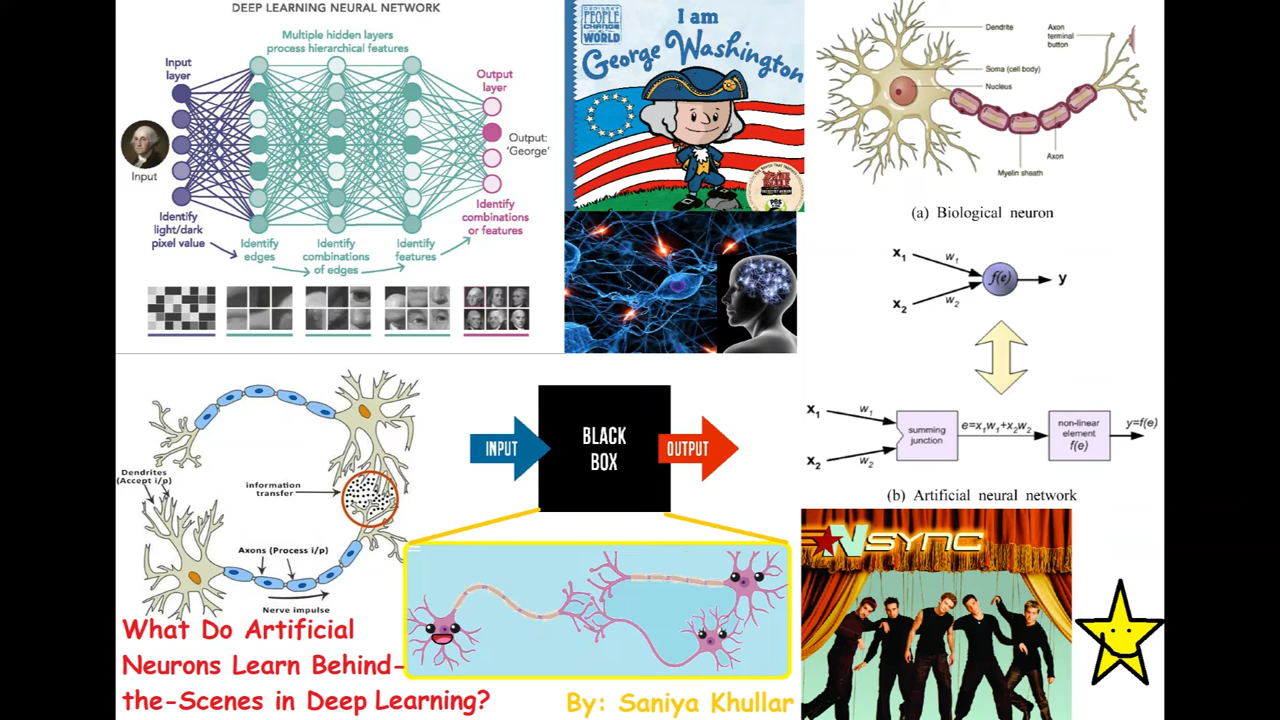 DEEP LEARNING NEURAL NETWORK
Multiple hidden layers
process hierarchical features
Input
layer
Output
layer
Input
Output:
'George'
Identify
light/dark
pixel value
Identify
edges
Identify
combinations
of edges
Identify
features
Identify
combinations
or features
ORDINARY
PEOPLE
CHANGE
the
WORLD
I am
George Washington
PBS
KIDS
Dendrite
Axon
terminal
button
Soma (cell body)
Nucleus
Axon
Myelin sheath
(a) Biological neuron
x1
w1
f(e)
y
x2
w2
x1
w1
summing
junction
e=x1w1+x2w2
non-linear
element
f(e)
y=f(e)
x2
w2
(b) Artificial neural network
Dendrites
(Accept i/p)
information
transfer
Axons (Process i/p)
Nerve impulse
INPUT
BLACK
BOX
OUTPUT
NSYNC
What Do Artificial
Neurons Learn Behind-
the-Scenes in Deep Learning?
By: Saniya Khullar